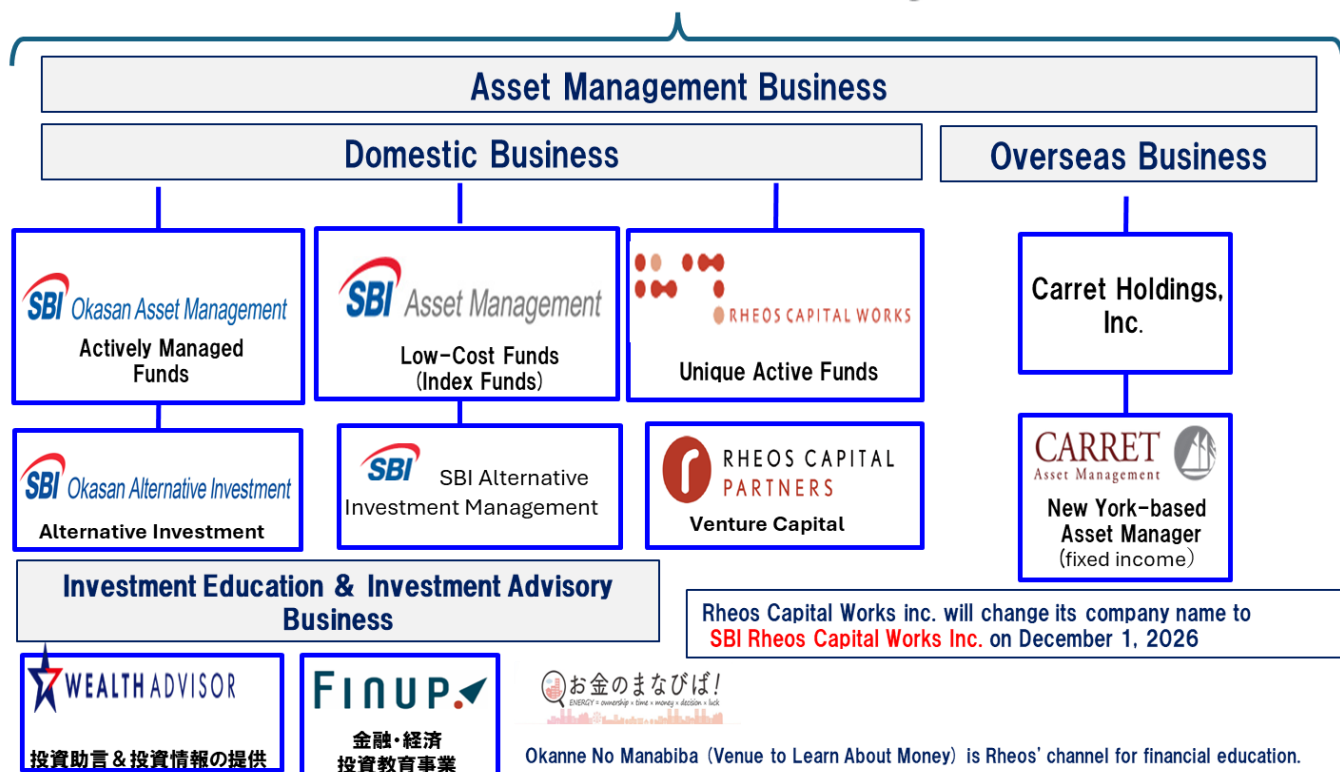 Asset Management Business
Domestic Business
Overseas Business
SBI Okasan Asset Management
Actively Managed
Funds
SBI Asset Management
Low-Cost Funds
(Index Funds)
RHEOS CAPITAL WORKS
Unique Active Funds
Carret Holdings,
Inc.
SBI Okasan Alternative Investment
Alternative Investment
SBI SBI Alternative
Investment Management
r RHEOS CAPITAL
PARTNERS
Venture Capital
CARRET
Asset Management
New York-based
Asset Manager
(fixed income)
Investment Education & Investment Advisory
Business
Rheos Capital Works inc. will change its company name to
SBI Rheos Capital Works Inc. on December 1, 2026
WEALTH ADVISOR
投資助言&投資情報の提供
FINUP
金融・経済
投資教育事業
お金のまなびば!
ENERGY = ownership × time × money × decision × luck
Okanne No Manabiba (Venue to Learn About Money) is Rheos' channel for financial education.